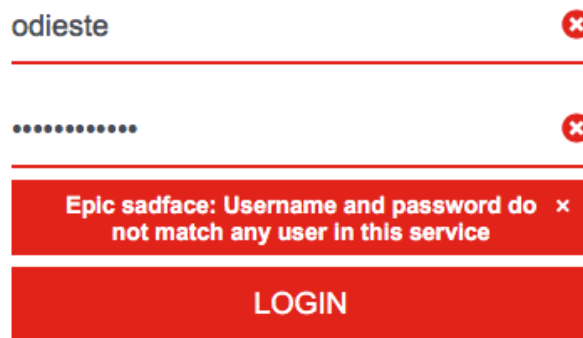 odieste
••••••••••••
Epic sadface: Username and password do ×
not match any user in this service
LOGIN